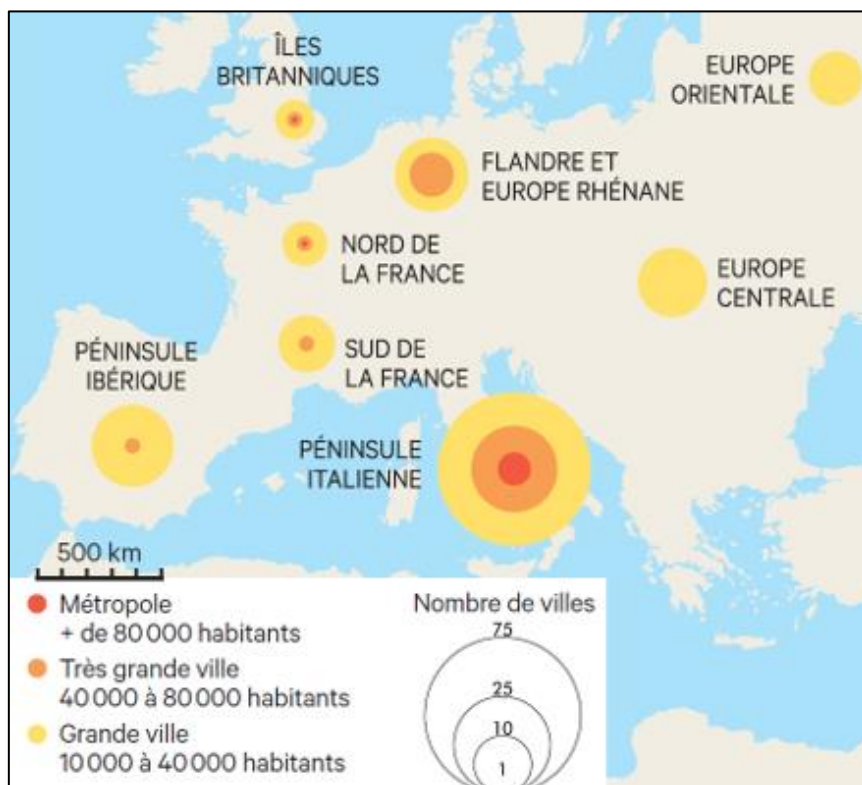 ÎLES
BRITANNIQUES
EUROPE
ORIENTALE
FLANDRE ET
EUROPE RHÉNANE
NORD DE
LA FRANCE
EUROPE
CENTRALE
PÉNINSULE
IBÉRIQUE
SUD DE
LA FRANCE
PÉNINSULE
ITALIENNE
500 km
Métropole
+ de 80 000 habitants
Très grande ville
40 000 à 80 000 habitants
Grande ville
10 000 à 40 000 habitants
Nombre de villes
75
25
10
1